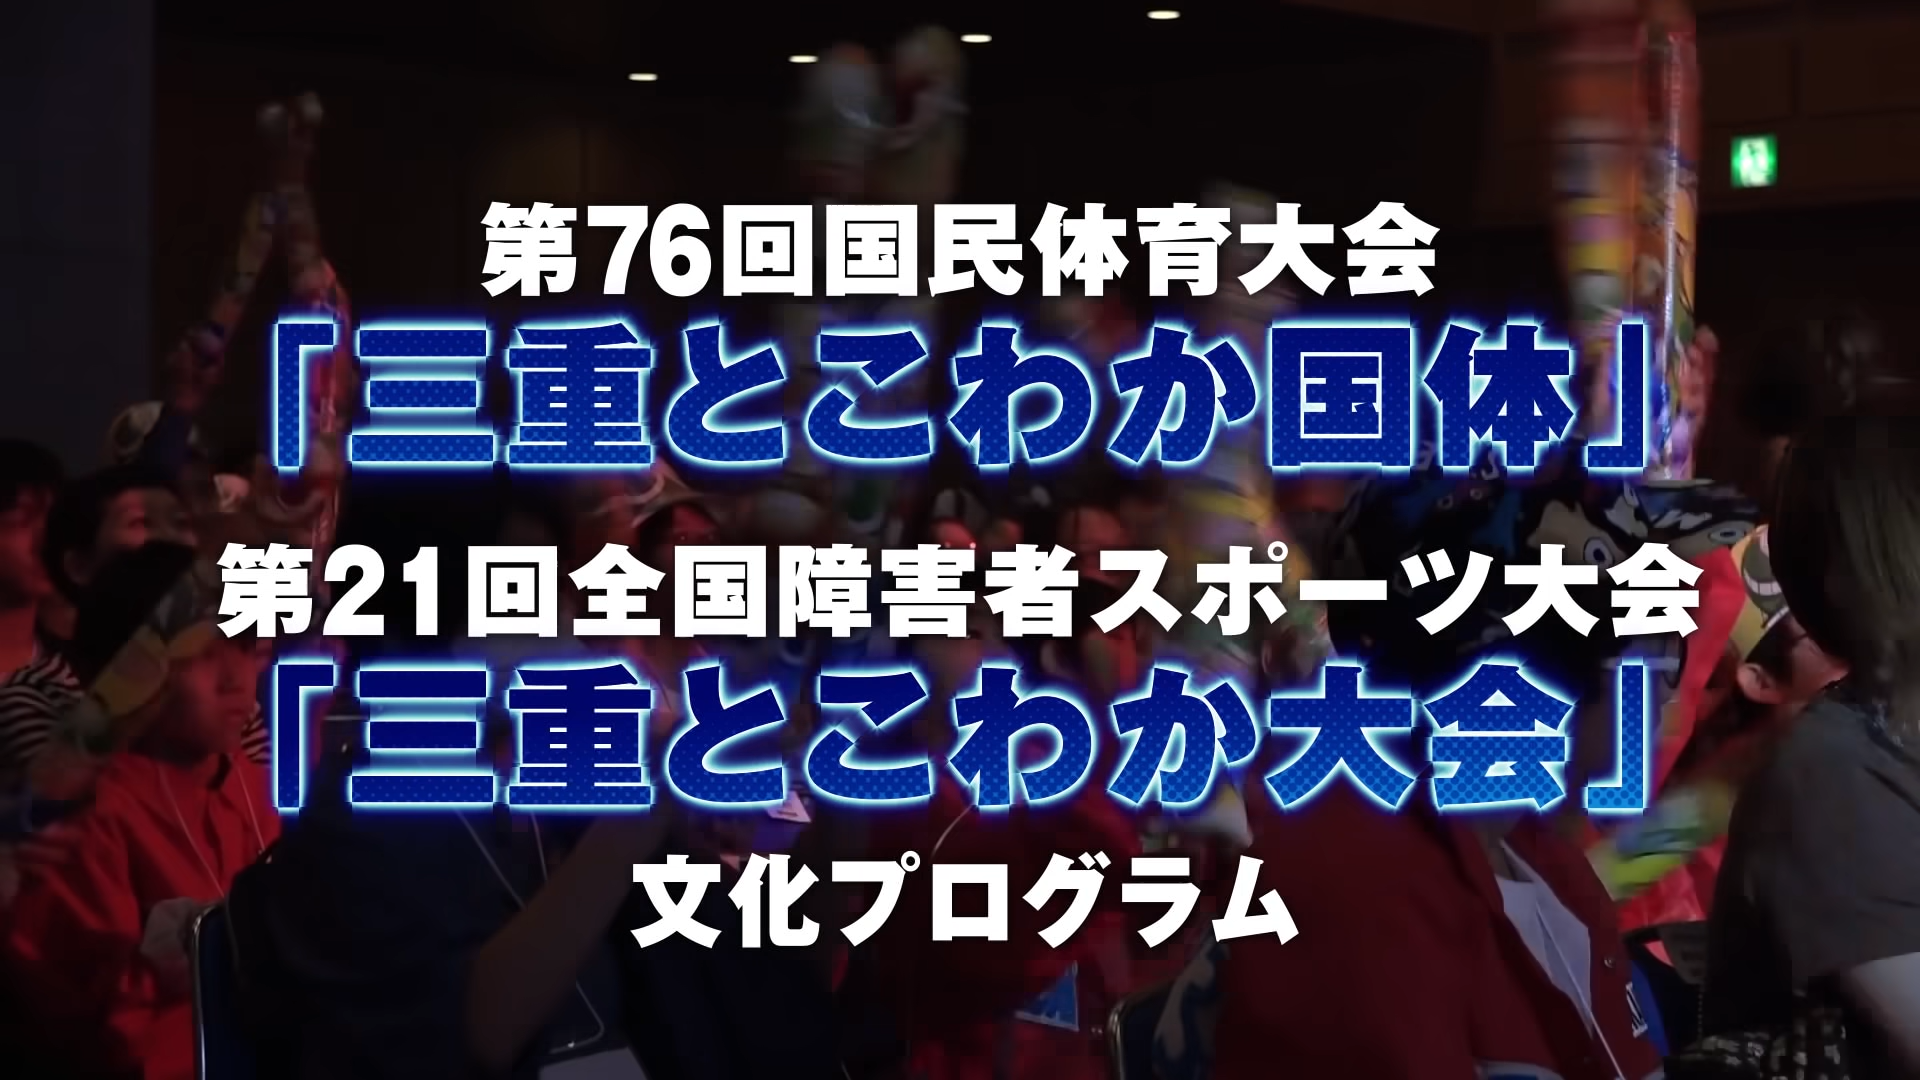 第76回国民体育大会
「三重とこわか国体」
第21回全国障害者スポーツ大会
「三重とこわか大会」
文化プログラム